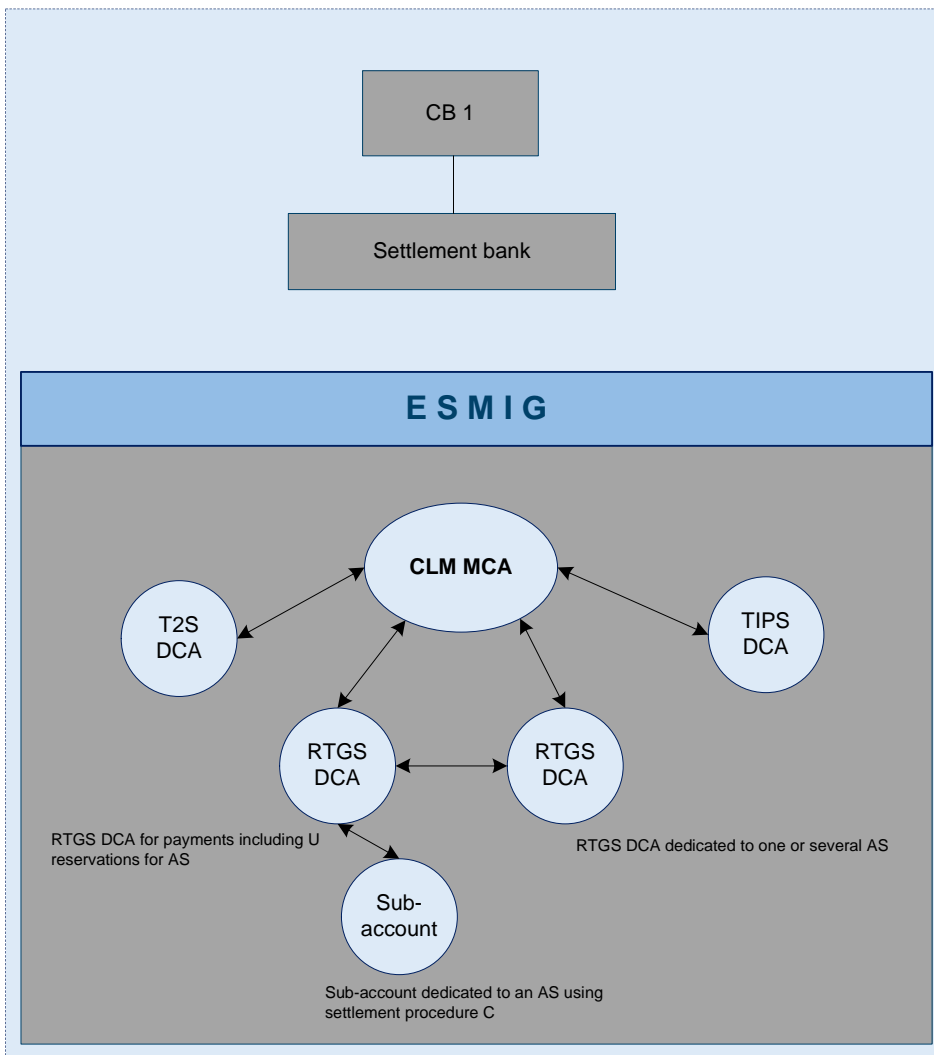 CB 1
Settlement bank
E S M I G
CLM MCA
T2S
DCA
TIPS
DCA
RTGS
DCA
RTGS
DCA
RTGS DCA for payments including U
reservations for AS
RTGS DCA dedicated to one or several AS
Sub-
account
Sub-account dedicated to an AS using
settlement procedure C